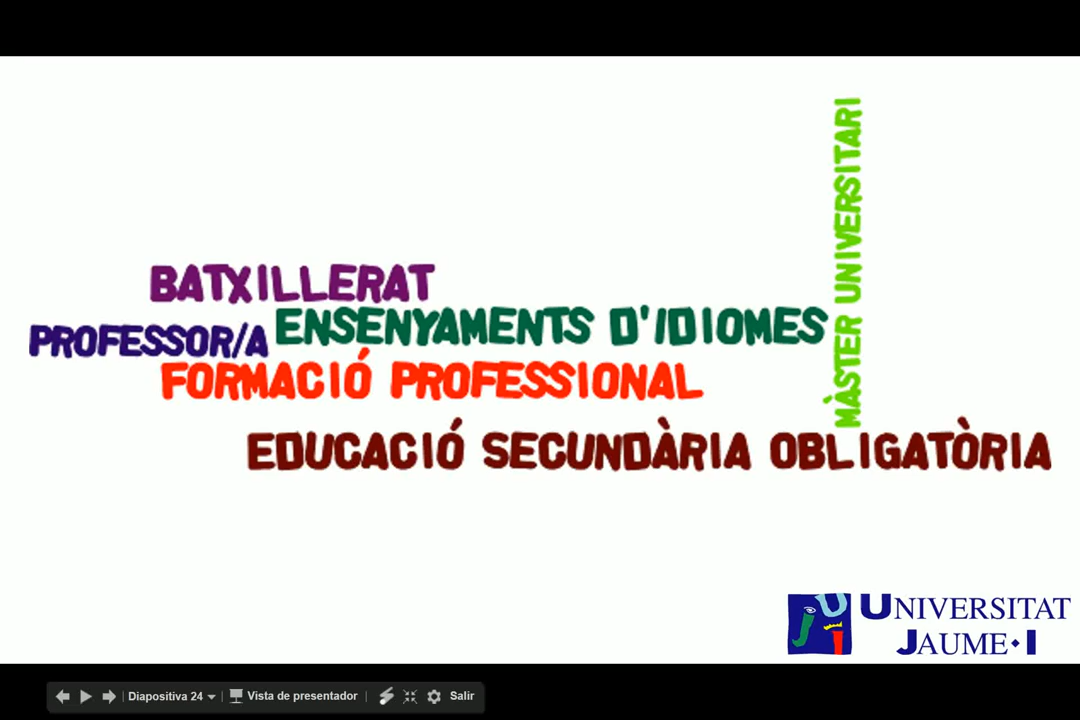 MÀSTER UNIVERSITARI
BATXILLERAT
ENSENYAMENTS D'IDIOMES
PROFESSOR/A
FORMACIÓ PROFESSIONAL
EDUCACIÓ SECUNDÀRIA OBLIGATÒRIA
UJI
UNIVERSITAT
JAUME·I
Diapositiva 24
Vista de presentador
Salir